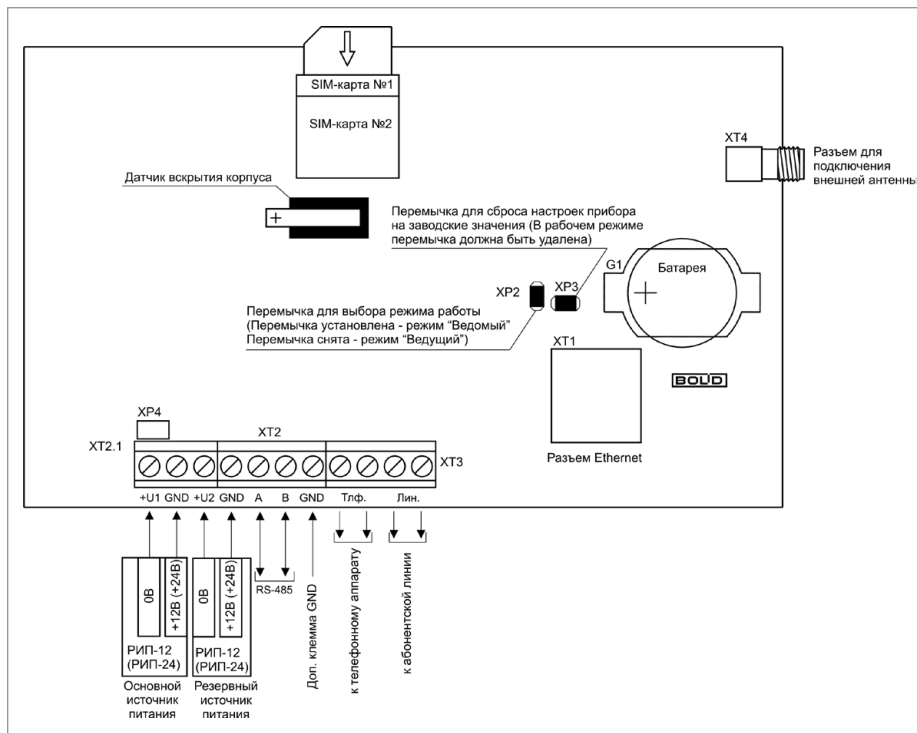 SIM-карта №1
SIM-карта №2
XT4
Разъем для
подключения
внешней антенны
Датчик вскрытия корпуса
+
Перемычка для сброса настроек прибора
на заводские значения (В рабочем режиме
перемычка должна быть удалена)
G1
Батарея
+
XP2
XP3
Перемычка для выбора режима работы
(Перемычка установлена - режим “Ведомый”
Перемычка снята - режим “Ведущий”)
XT1
BOLID
Разъем Ethernet
XP4
XT2.1
XT2
XT3
+U1 GND +U2 GND A B GND Тлф. Лин.
0В
+12В (+24В)
0В
+12В (+24В)
RS-485
Доп. клемма GND
к телефонному аппарату
к абонентской линии
РИП-12
(РИП-24)
РИП-12
(РИП-24)
Основной
источник
питания
Резервный
источник
питания